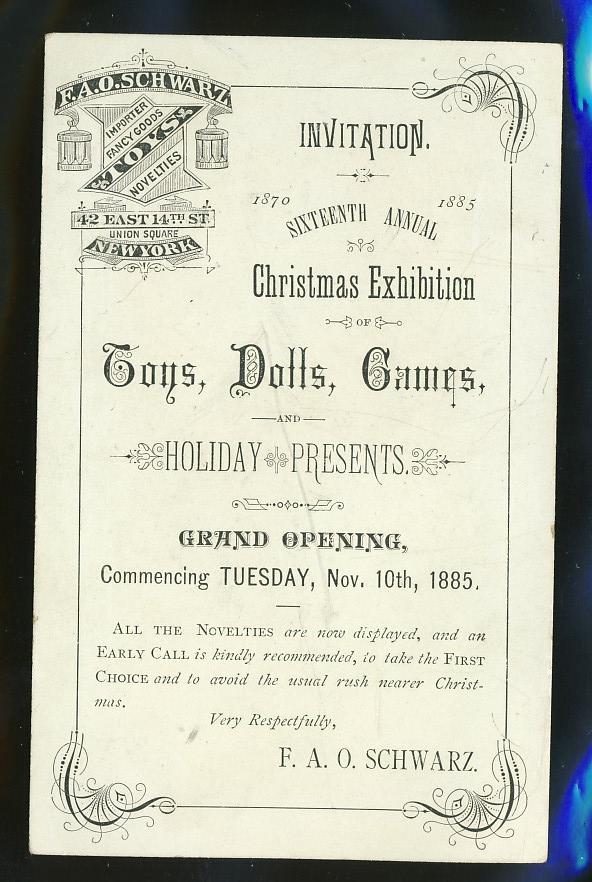 F.A.O. SCHWARZ
IMPORTER
FANCY GOODS
TOYS
NOVELTIES
42 EAST 14TH ST.
UNION SQUARE
NEW YORK
INVITATION.
1870 1885
SIXTEENTH ANNUAL
Christmas Exhibition
OF
Toys, Dolls, Games,
AND
HOLIDAY PRESENTS.
GRAND OPENING,
Commencing TUESDAY, Nov. 10th, 1885.
ALL THE NOVELTIES are now displayed, and an
EARLY CALL is kindly recommended, to take the FIRST
CHOICE and to avoid the usual rush nearer Christ-
mas.
Very Respectfully,
F. A. O. SCHWARZ.